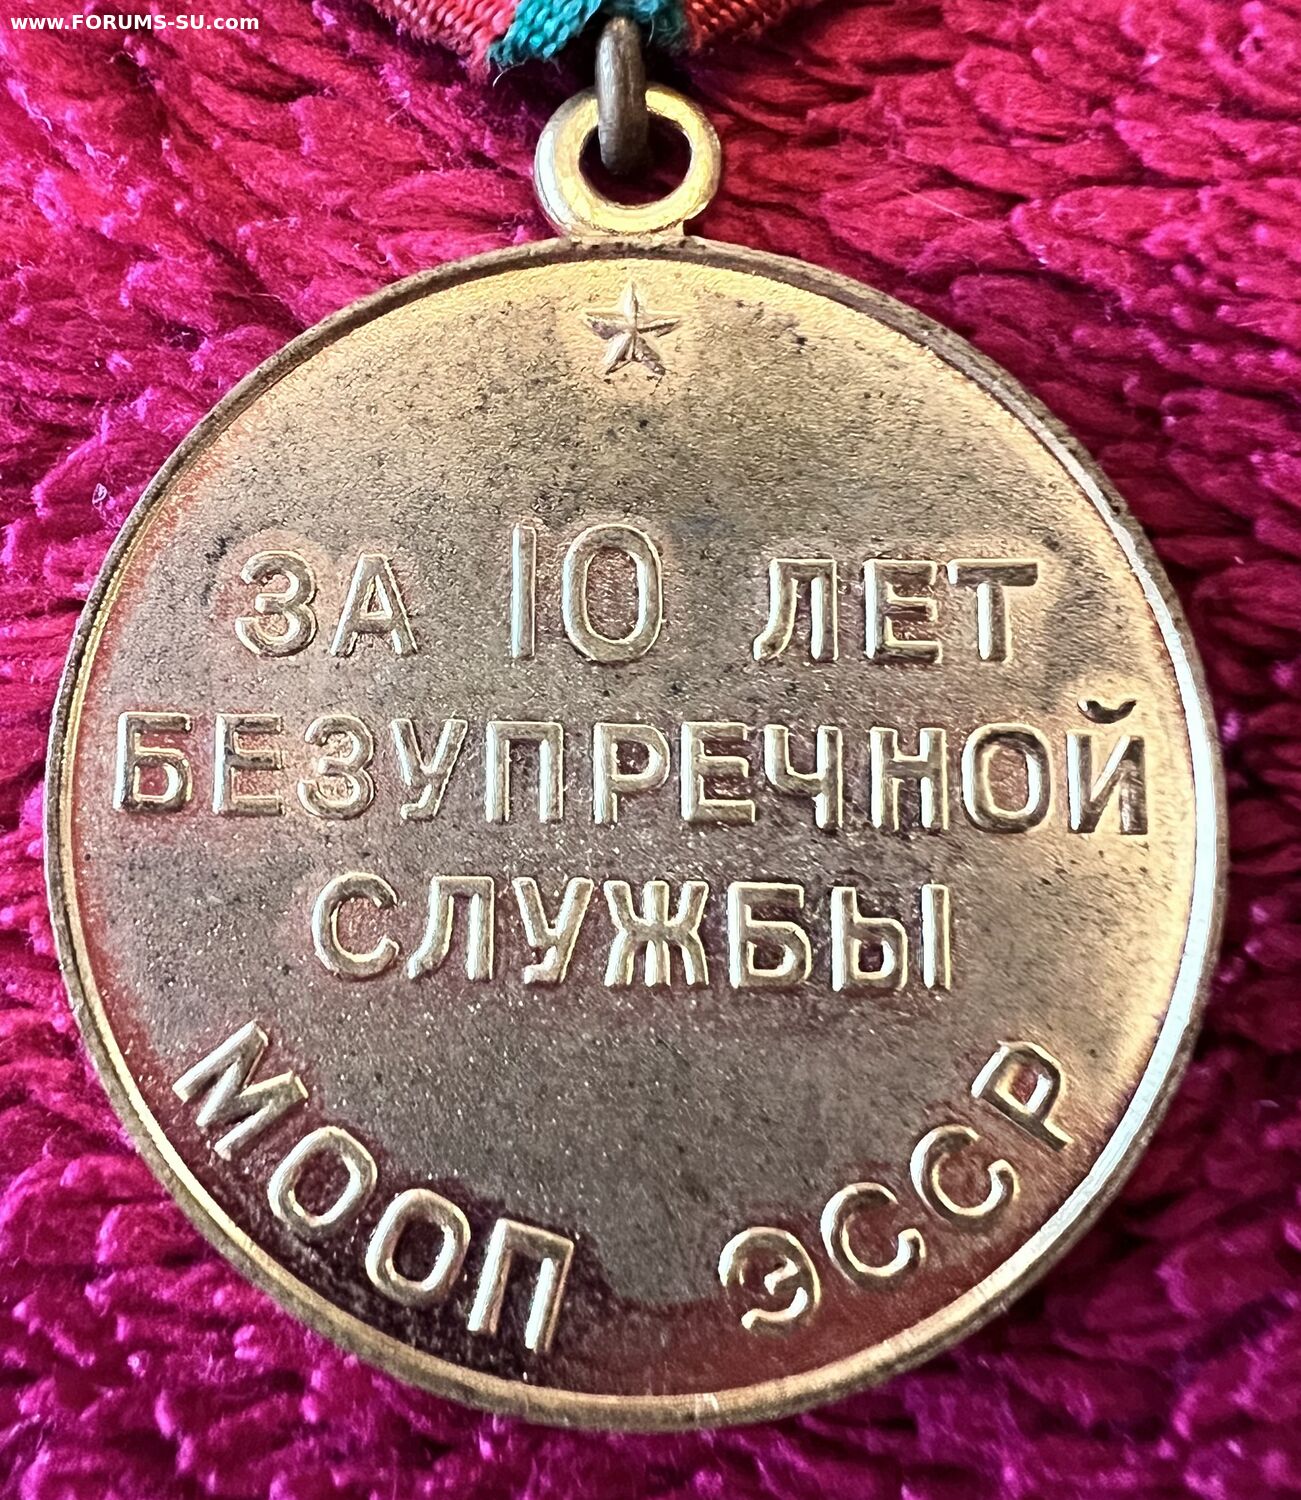 www.FORUMS-SU.com
ЗА 10 ЛЕТ
БЕЗУПРЕЧНОЙ
СЛУЖБЫ
МООП ЭССР